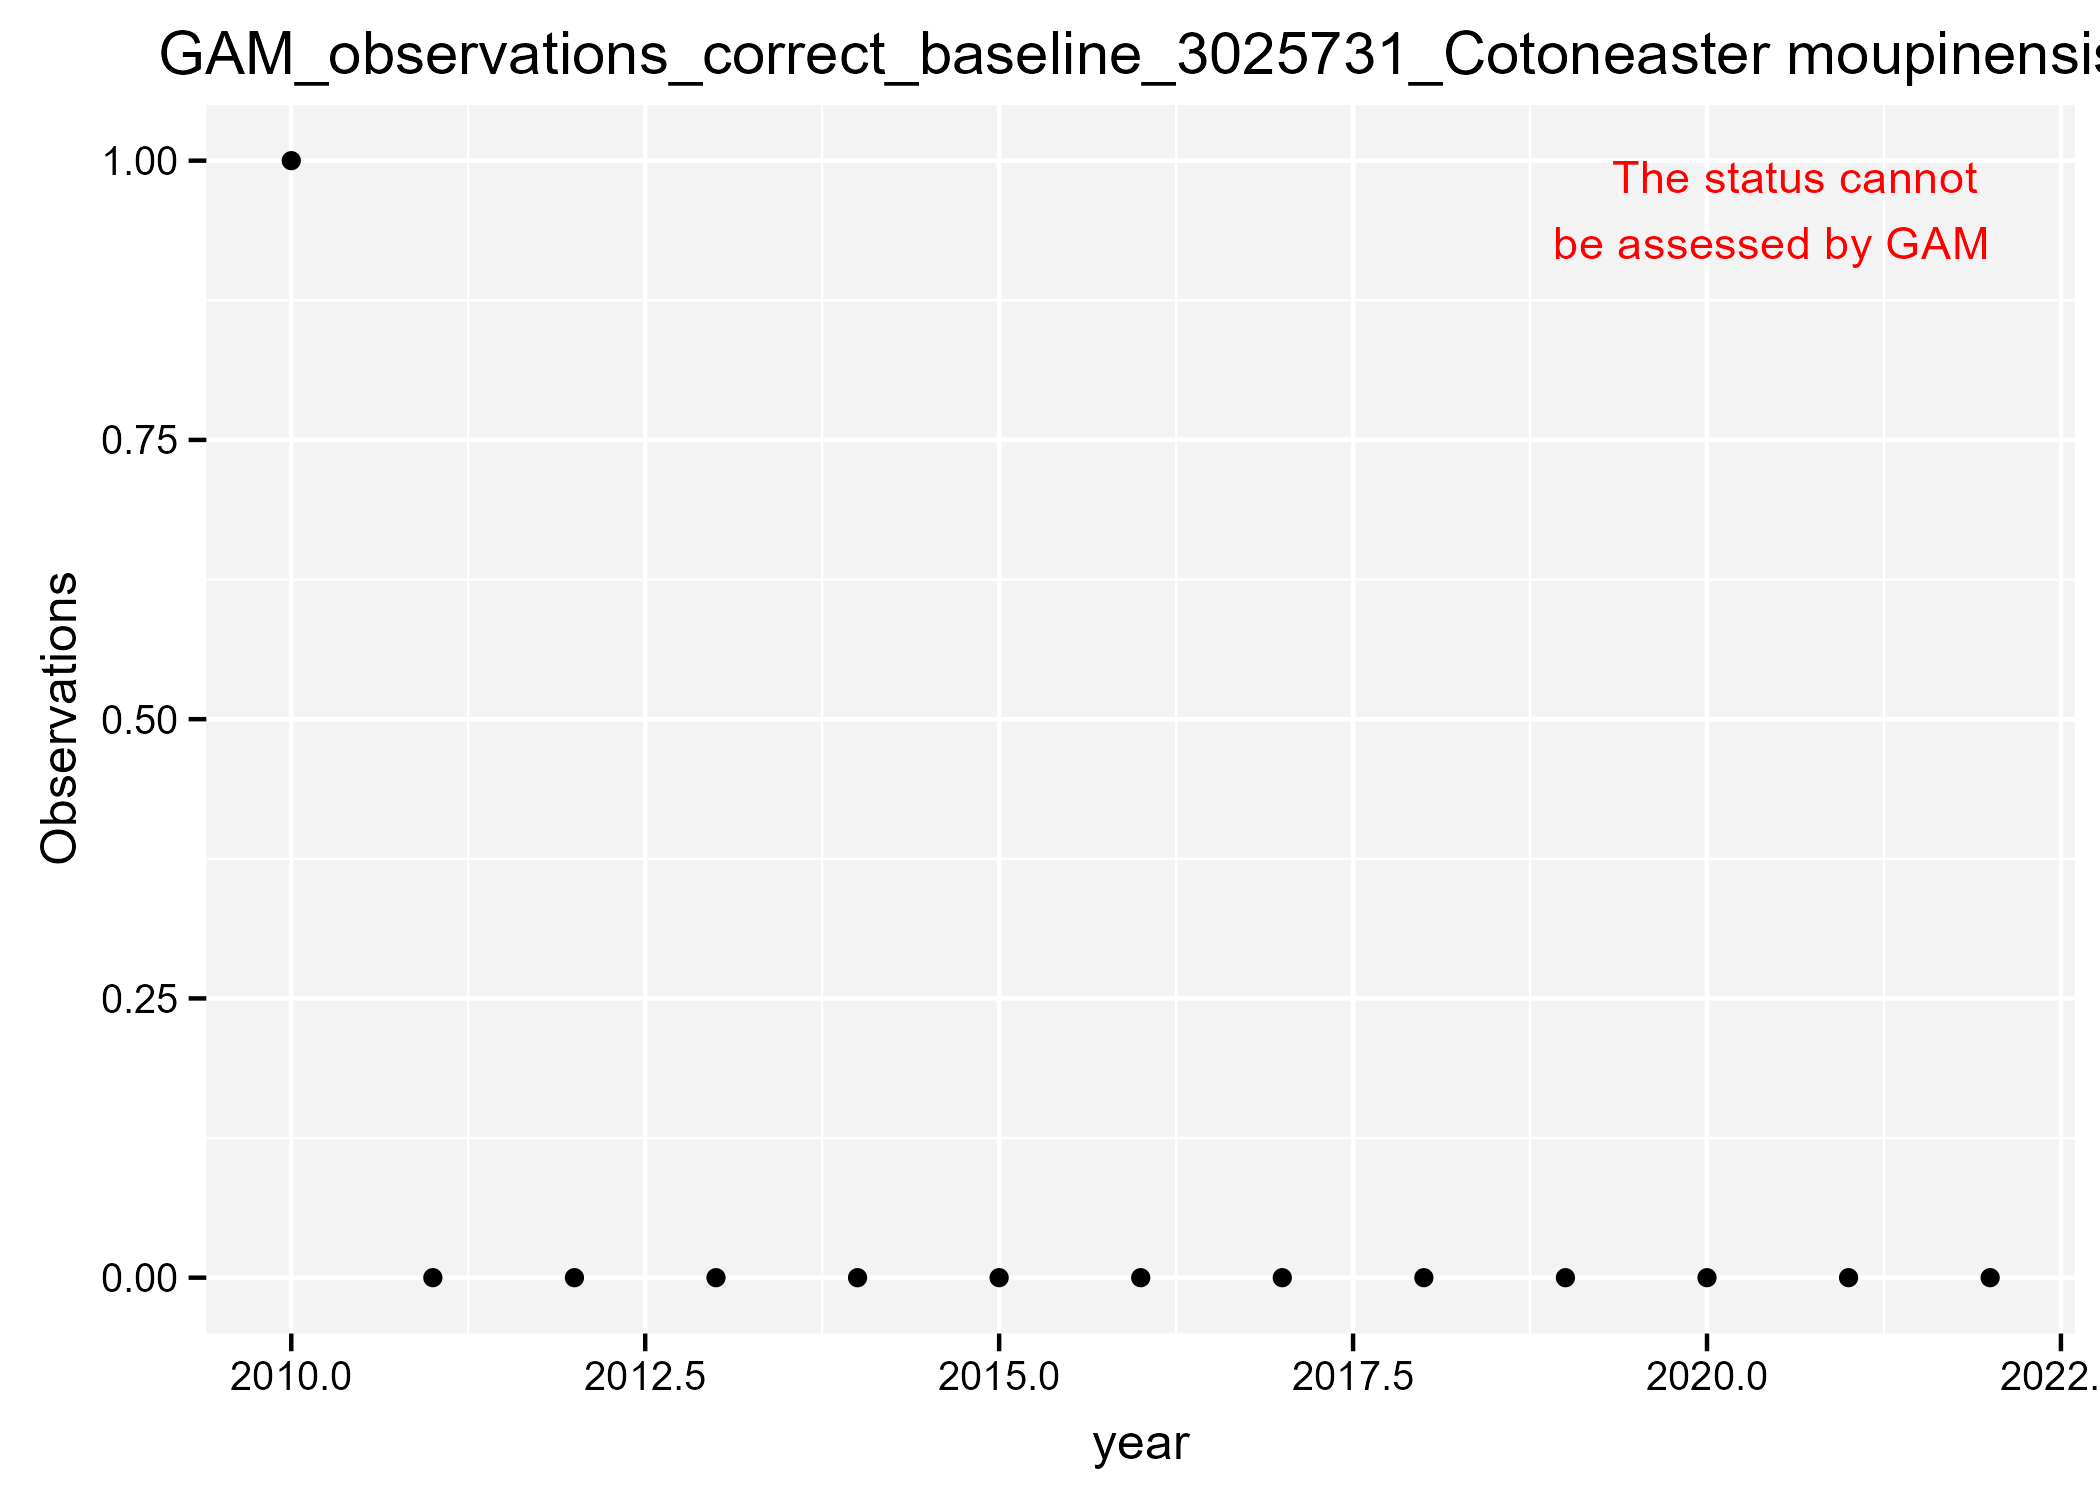 GAM_observations_correct_baseline_3025731_Cotoneaster moupinensis
1.00
The status cannot
be assessed by GAM
0.75
0.50
0.25
0.00
Observations
2010.0 2012.5 2015.0 2017.5 2020.0 2022.
year